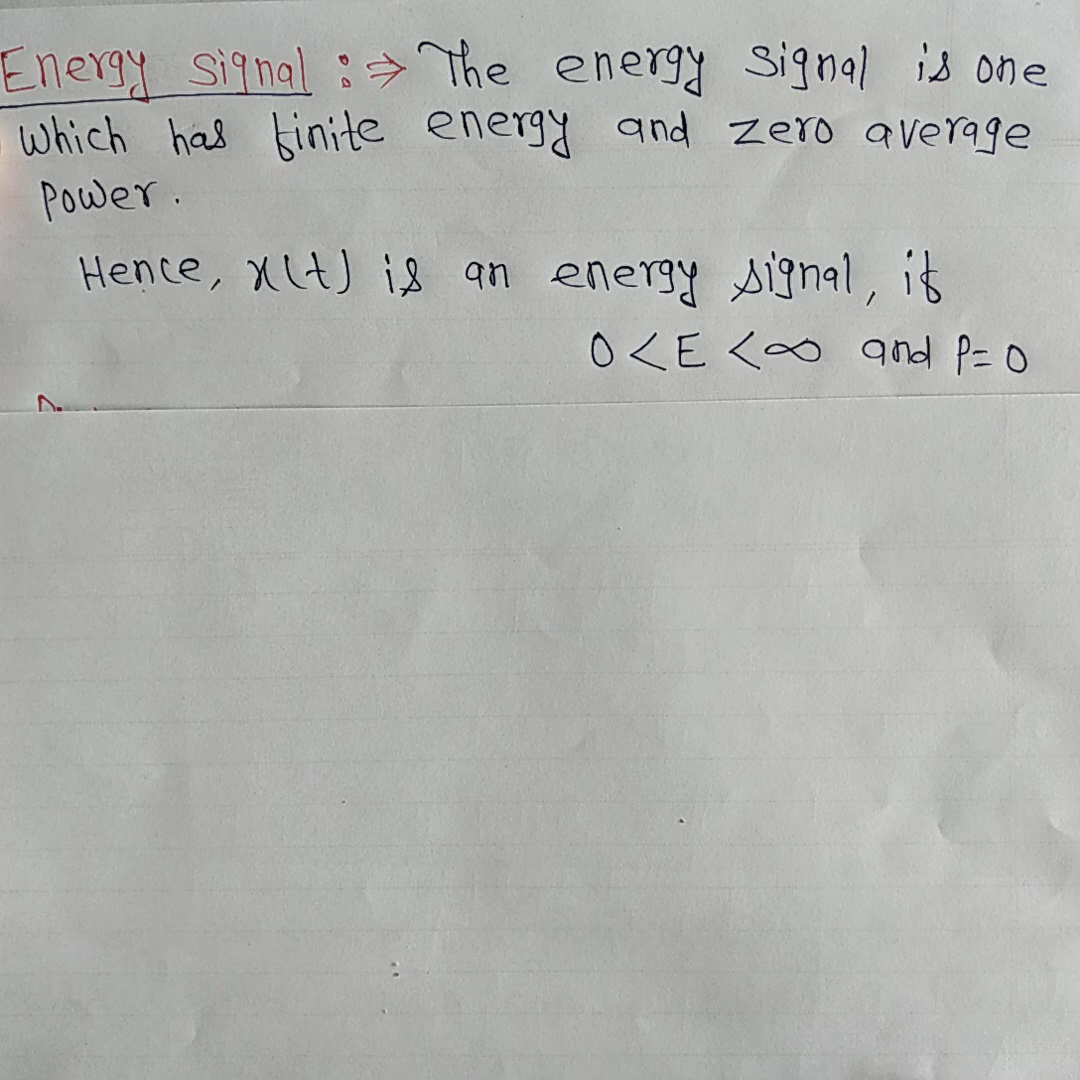 Energy signal :⇒ The energy signal is one
which has finite energy and zero average
power.
Hence, x(t) is an energy signal, if
0 < E < ∞ and P = 0